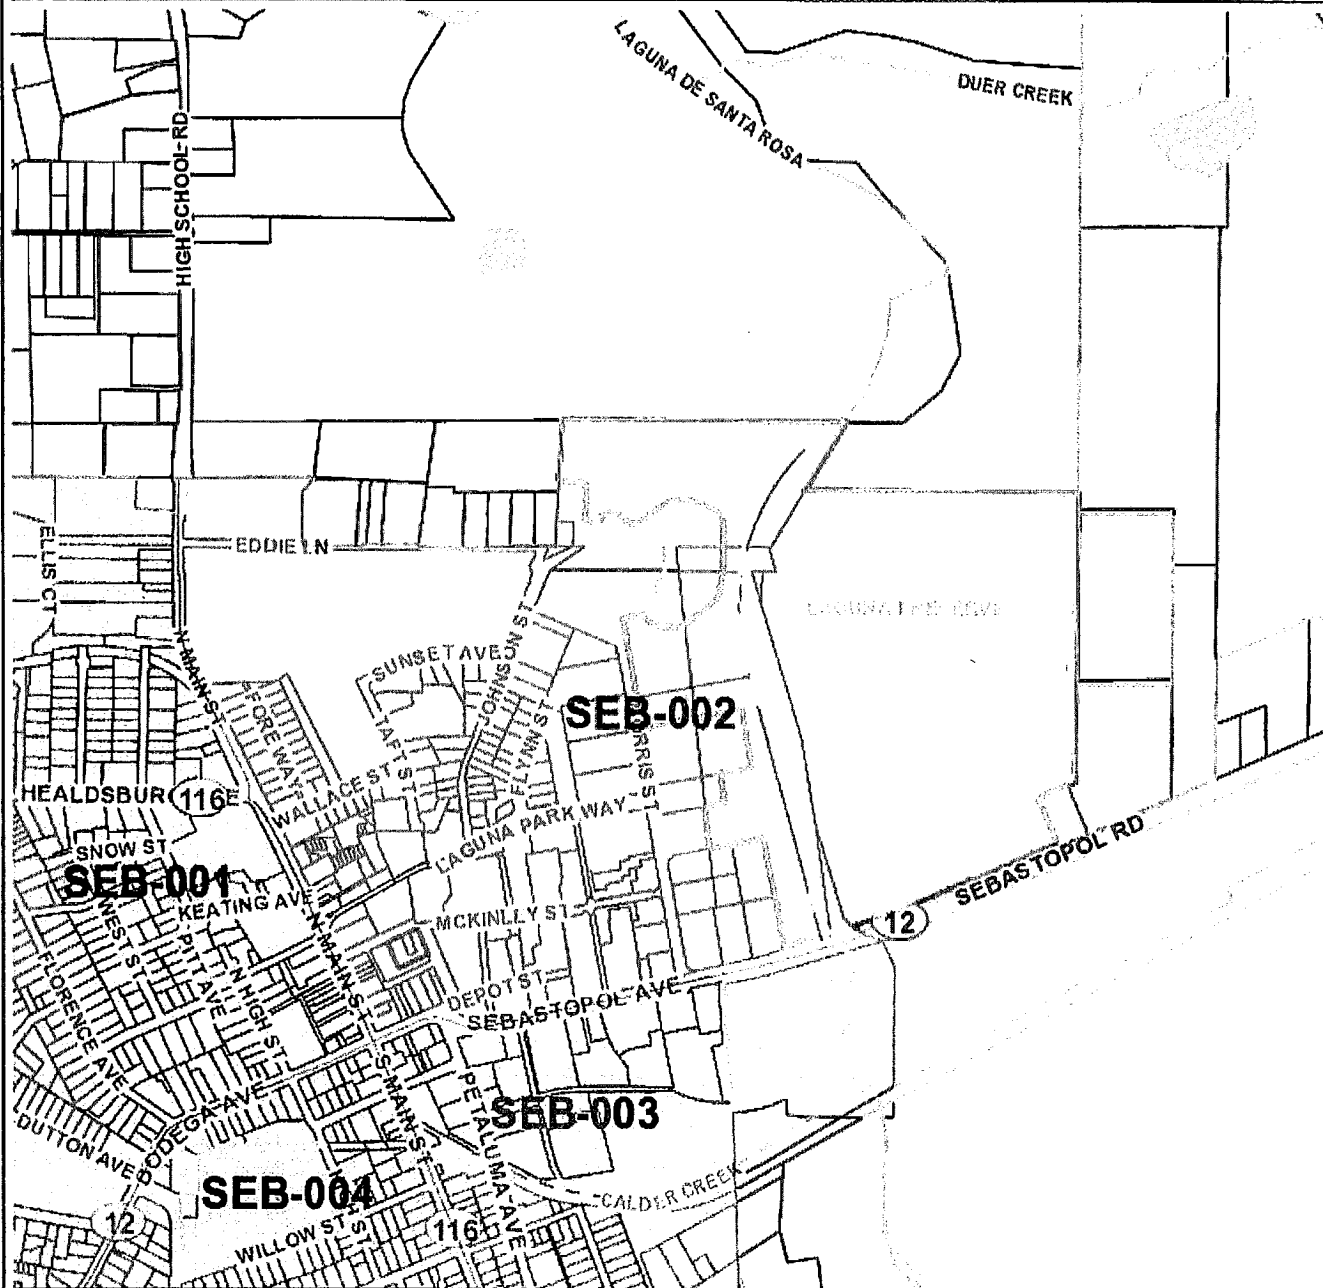 LAGUNA DE SANTA ROSA
DUER CREEK
HIGH SCHOOL RD
ELLIS CT
EDDIE LN
N MAIN ST
SUNSET AVE
JOHNSON ST
FLYNN ST
SEB-002
MORRIS ST
TAFT ST
WALLACE ST
116
SNOW ST
LAGUNA PARK WAY
SEBASTOPOL RD
SEB-001
KEATING AVE
WEST ST
PITT AVE
N MAIN ST
MCKINLLY ST
12
FLORENCE AVE
N HIGH ST
DEPOT ST
SEBASTOPOL AVE
S MAIN ST
PETALUMA AVE
SEB-003
BODEGA AVE
DUTTON AVE
SEB-004
CALDER CREEK
12
WILLOW ST
116